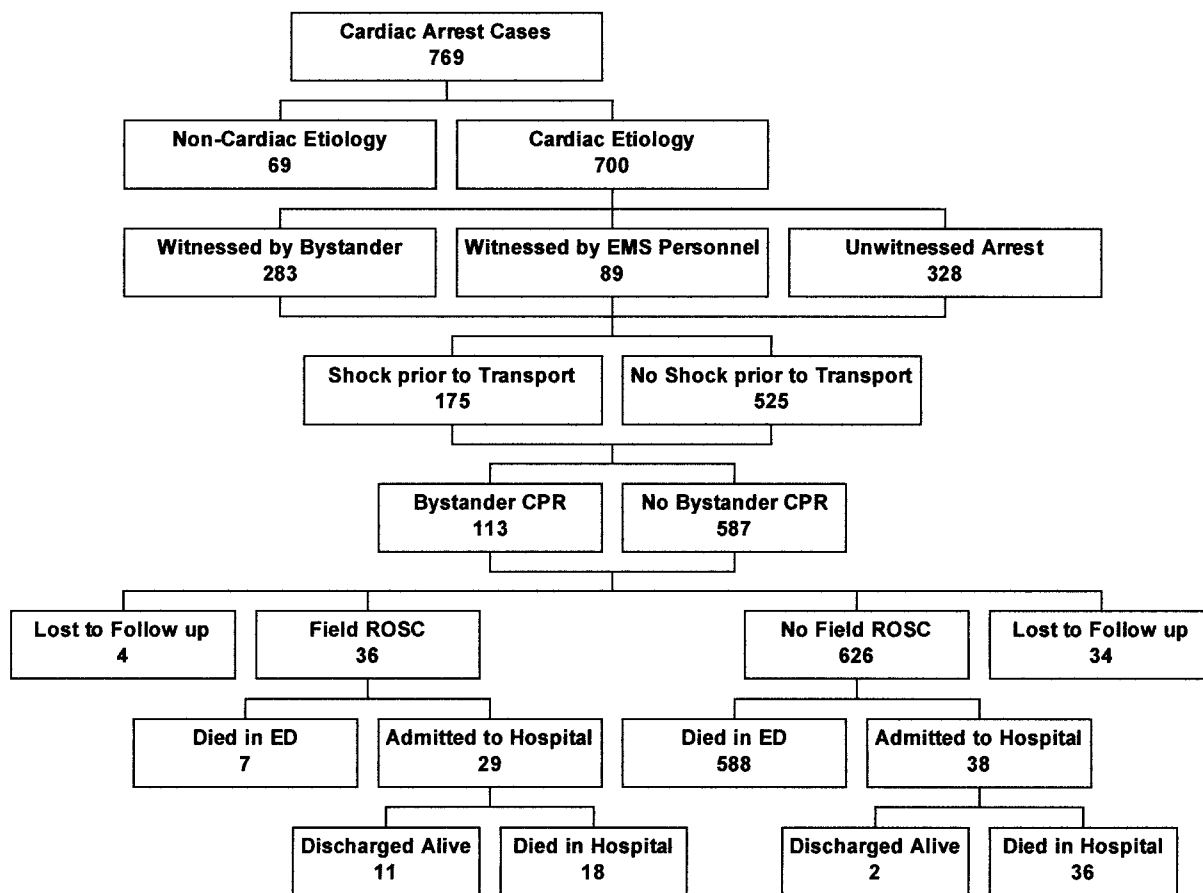 Cardiac Arrest Cases
769
Non-Cardiac Etiology
69
Cardiac Etiology
700
Witnessed by Bystander
283
Witnessed by EMS Personnel
89
Unwitnessed Arrest
328
Shock prior to Transport
175
No Shock prior to Transport
525
Bystander CPR
113
No Bystander CPR
587
Lost to Follow up
4
Field ROSC
36
No Field ROSC
626
Lost to Follow up
34
Died in ED
7
Admitted to Hospital
29
Died in ED
588
Admitted to Hospital
38
Discharged Alive
11
Died in Hospital
18
Discharged Alive
2
Died in Hospital
36